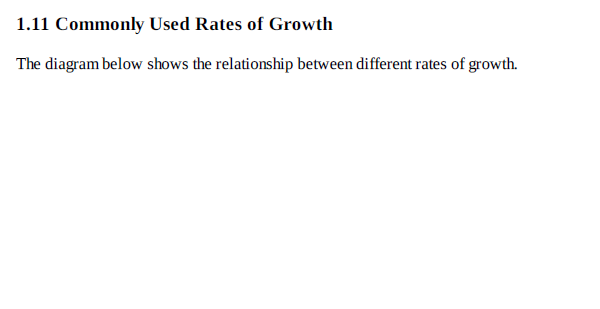 1.11 Commonly Used Rates of Growth
The diagram below shows the relationship between different rates of growth.